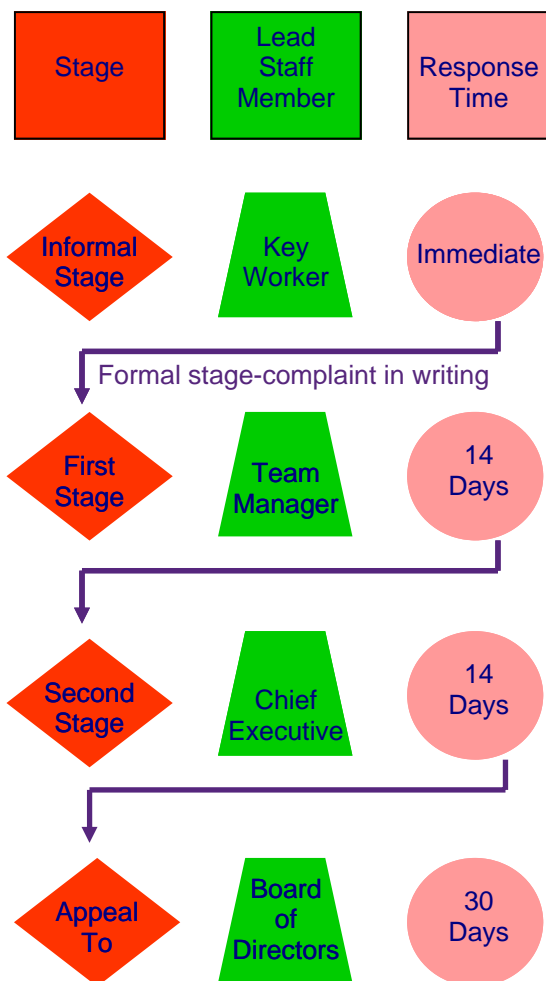 Stage
Lead
Staff
Member
Response
Time
Informal
Stage
Key
Worker
Immediate
Formal stage-complaint in writing
First
Stage
Team
Manager
14
Days
Second
Stage
Chief
Executive
14
Days
Appeal
To
Board
of
Directors
30
Days